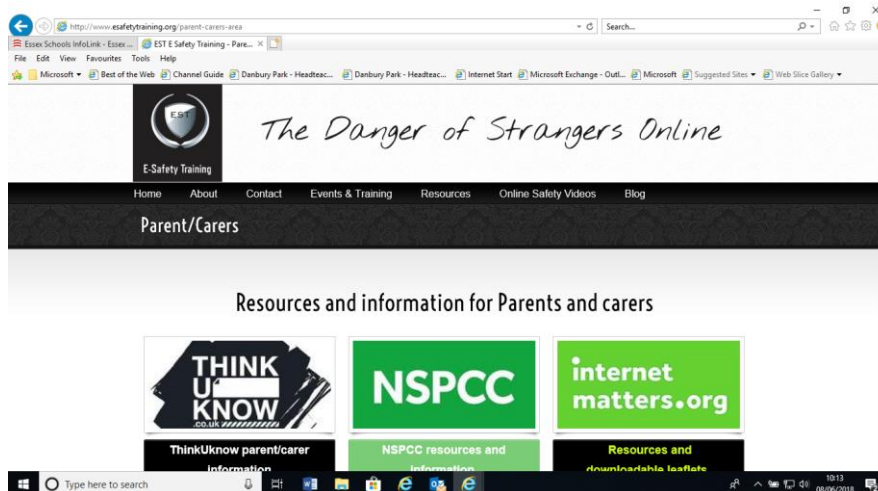 http://www.esafetytraining.org/parent-carers-area
Search...
Essex Schools InfoLink - Essex ...
EST E Safety Training - Pare...
File Edit View Favourites Tools Help
Microsoft Best of the Web Channel Guide Danbury Park - Headteac... Danbury Park - Headteac... Internet Start Microsoft Exchange - Outl... Microsoft Suggested Sites Web Slice Gallery
EST
E-Safety Training
The Danger of Strangers Online
Home About Contact Events & Training Resources Online Safety Videos Blog
Parent/Carers
Resources and information for Parents and carers
THINK
U
KNOW
.co.uk
NSPCC
internet
matters.org
ThinkUknow parent/carer
information
NSPCC resources and
information
Resources and
downloadable leaflets
Type here to search
10:13
08/06/2018